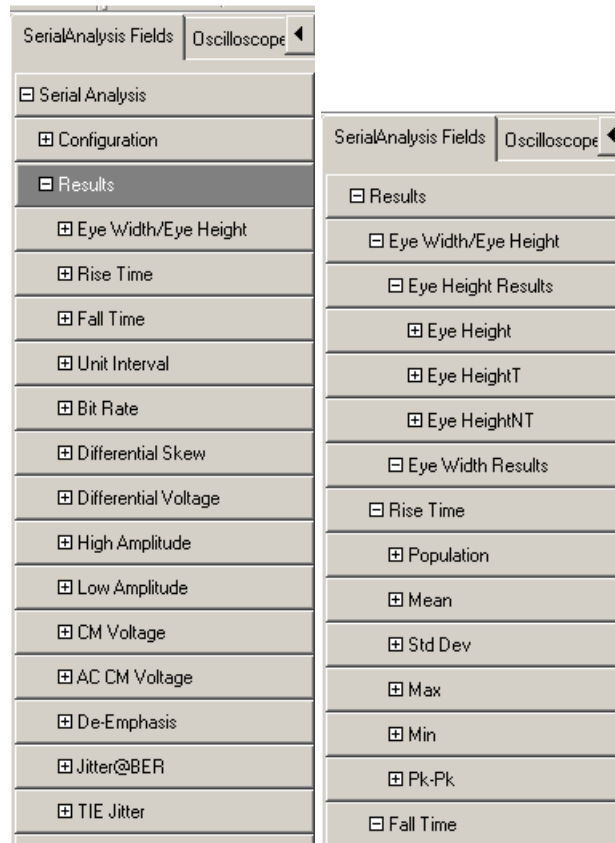 SerialAnalysis Fields
Oscilloscope
Serial Analysis
Configuration
Results
Eye Width/Eye Height
Rise Time
Fall Time
Unit Interval
Bit Rate
Differential Skew
Differential Voltage
High Amplitude
Low Amplitude
CM Voltage
AC CM Voltage
De-Emphasis
Jitter@BER
TIE Jitter
SerialAnalysis Fields
Oscilloscope
Results
Eye Width/Eye Height
Eye Height Results
Eye Height
Eye HeightT
Eye HeightNT
Eye Width Results
Rise Time
Population
Mean
Std Dev
Max
Min
Pk-Pk
Fall Time